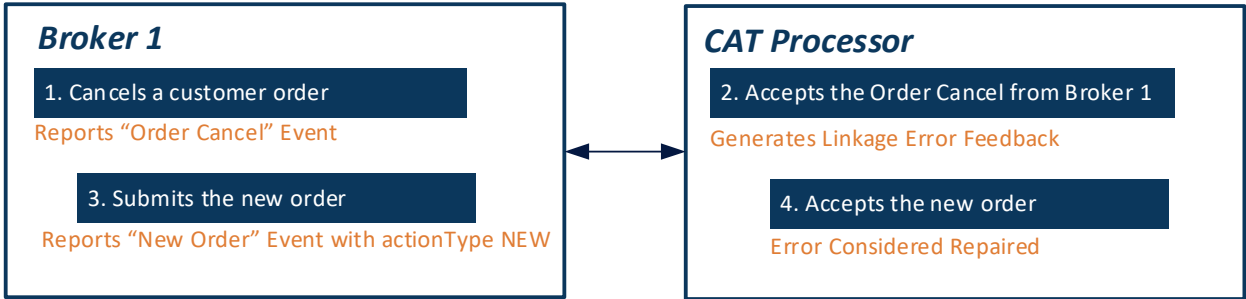 Broker 1
1. Cancels a customer order
Reports “Order Cancel” Event
3. Submits the new order
Reports “New Order” Event with actionType NEW
CAT Processor
2. Accepts the Order Cancel from Broker 1
Generates Linkage Error Feedback
4. Accepts the new order
Error Considered Repaired